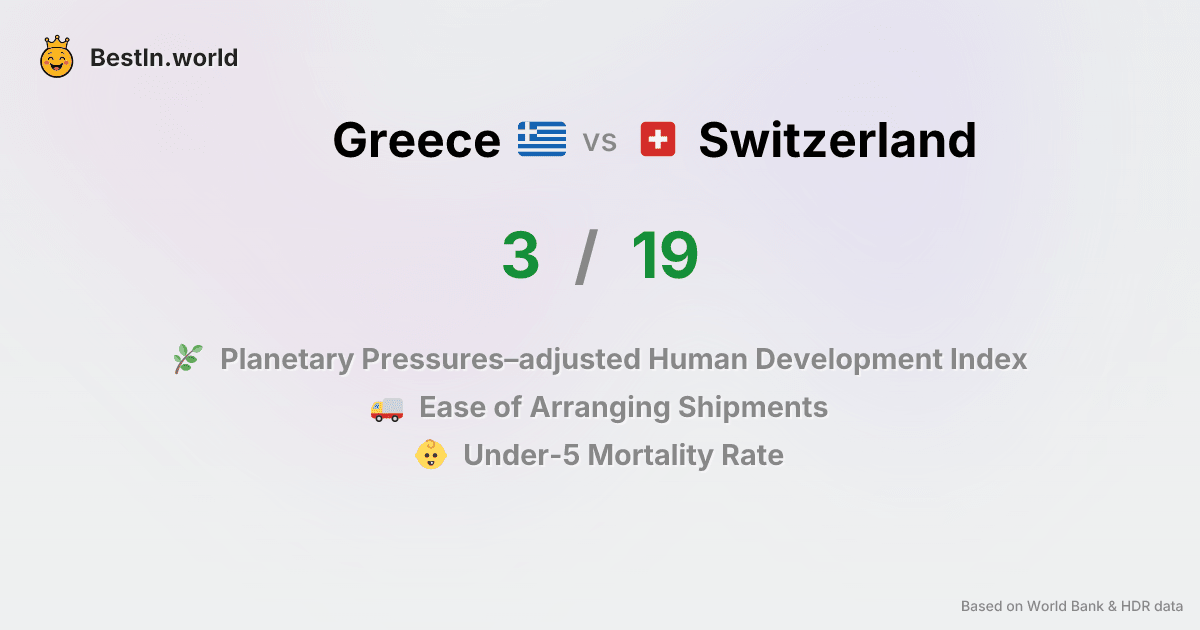 BestIn.world
Greece vs Switzerland
3 / 19
Planetary Pressures–adjusted Human Development Index
Ease of Arranging Shipments
Under-5 Mortality Rate
Based on World Bank & HDR data